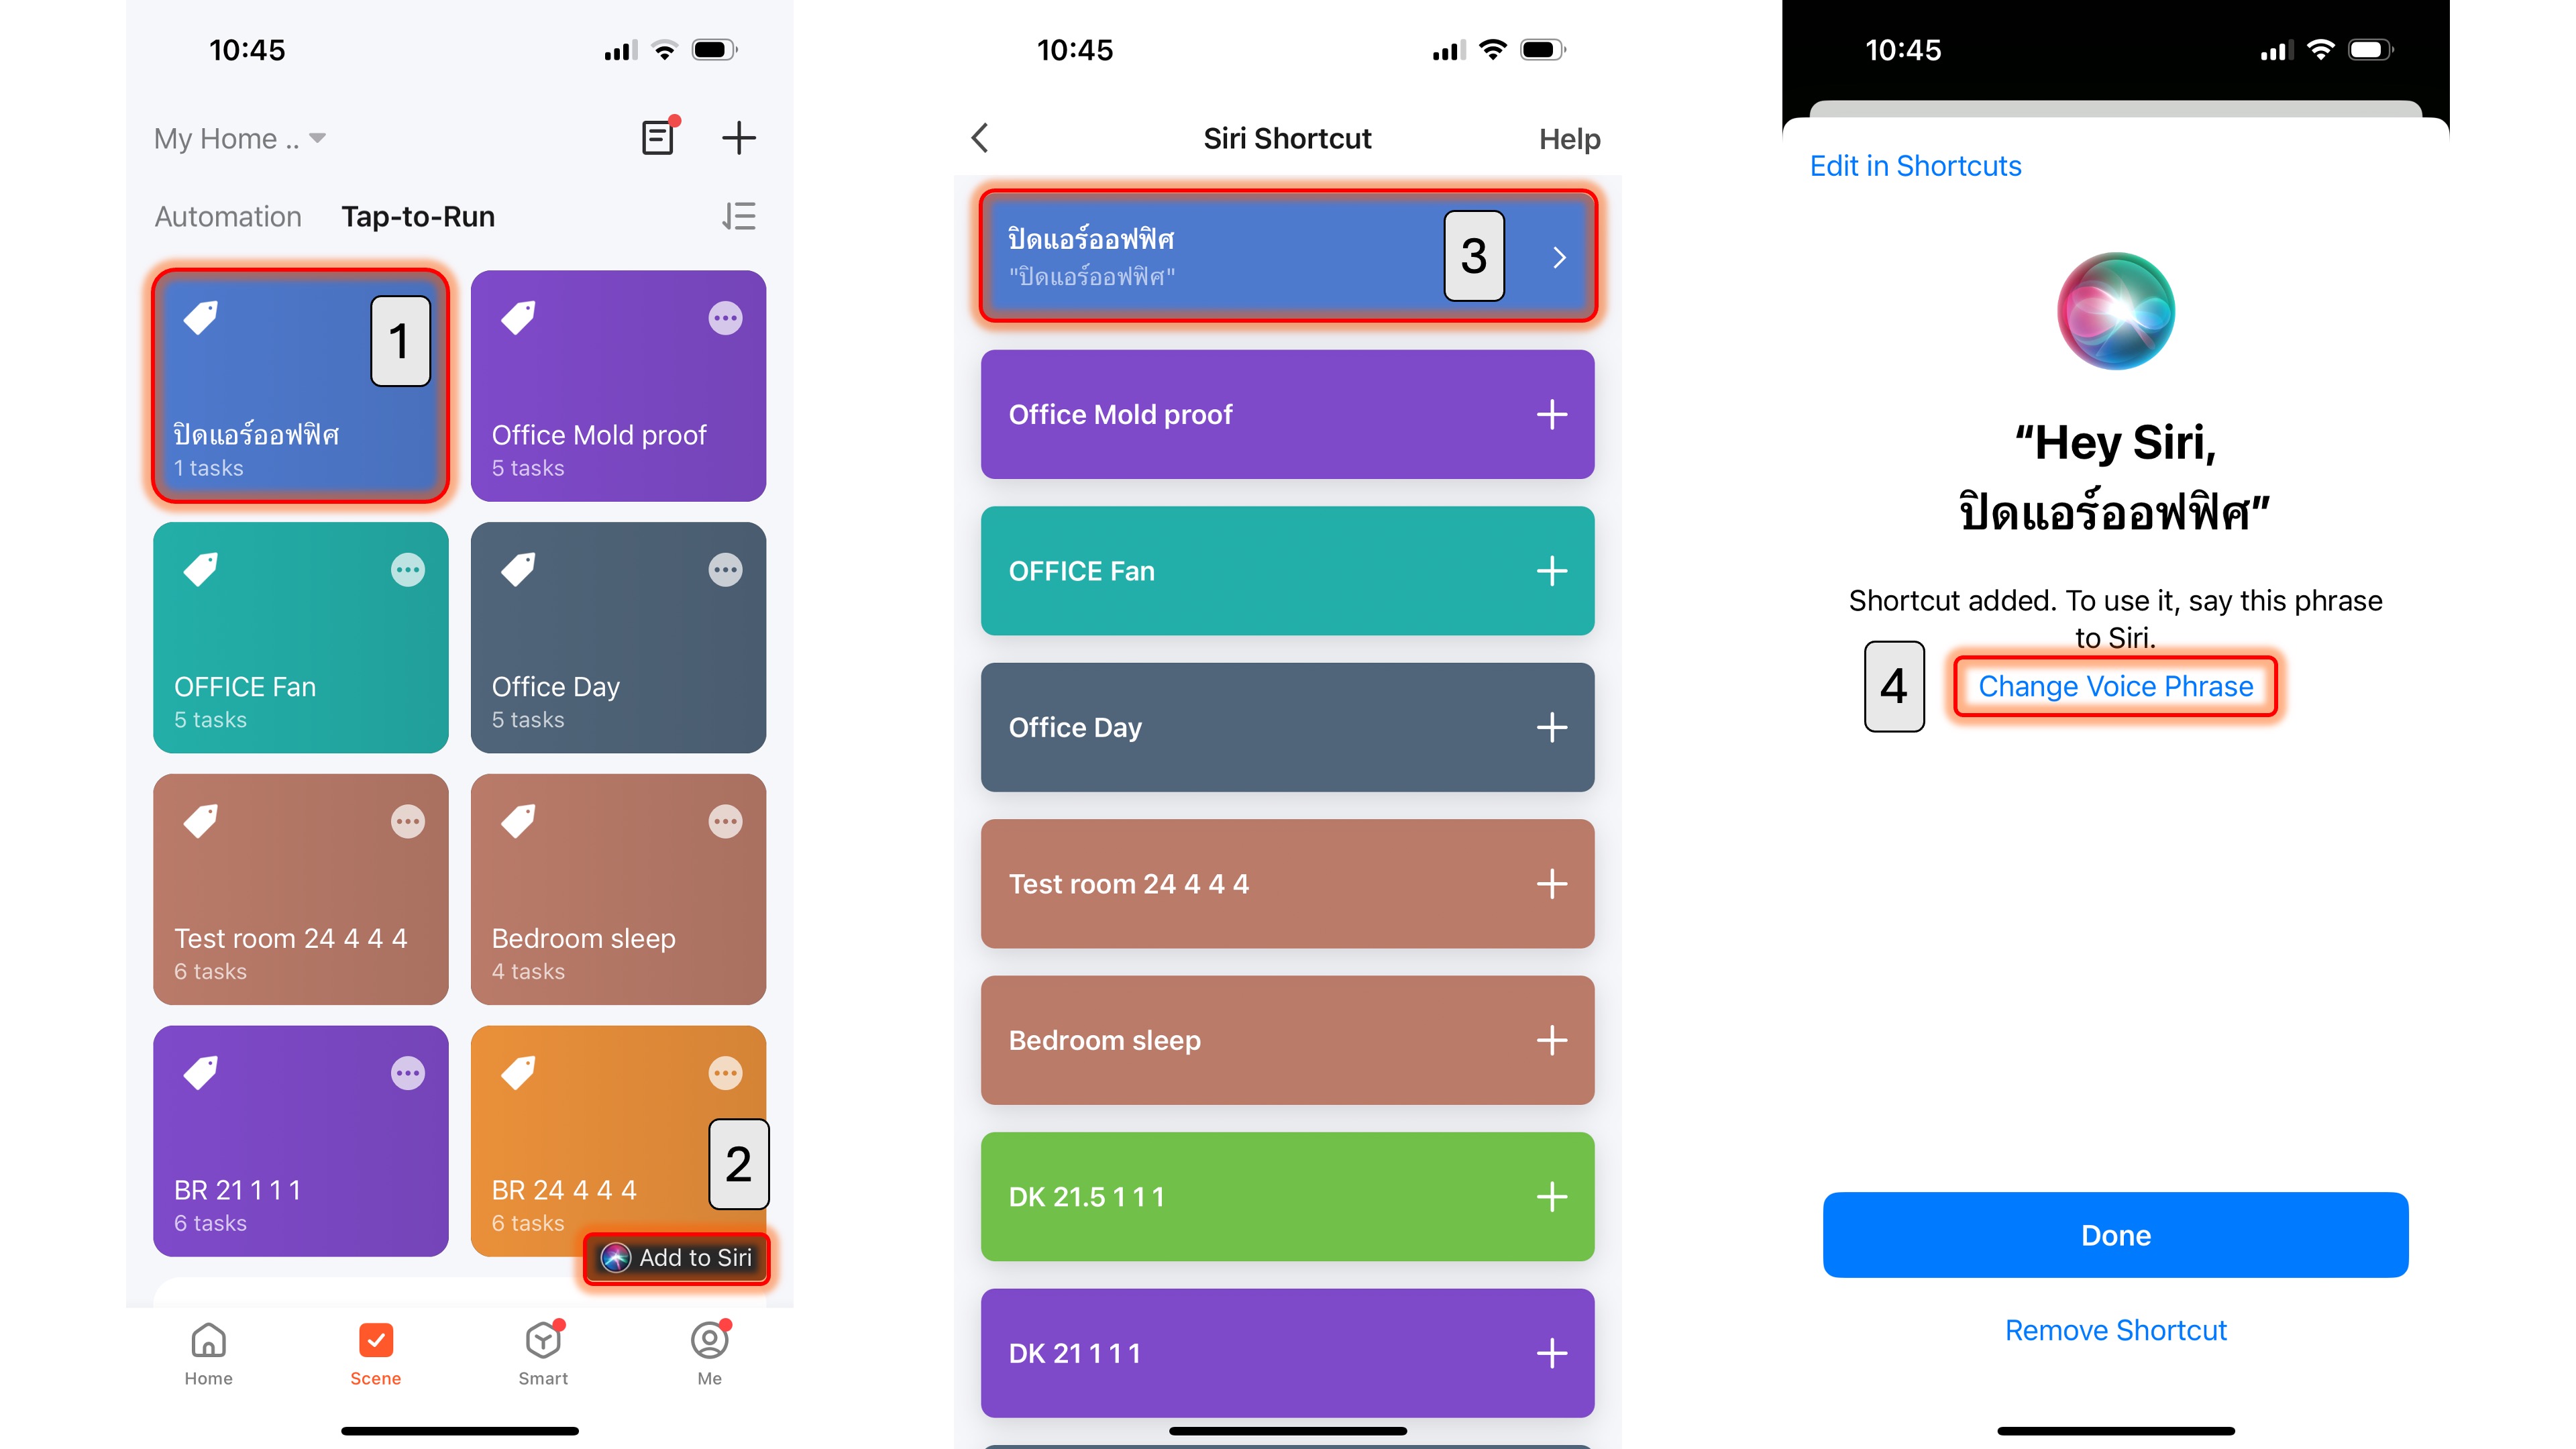 10:45
My Home ..
Automation Tap-to-Run
1
ปิดแอร์ออฟฟิศ
1 tasks
Office Mold proof
5 tasks
OFFICE Fan
5 tasks
Office Day
5 tasks
Test room 24 4 4 4
6 tasks
Bedroom sleep
4 tasks
BR 21 1 1 1
6 tasks
2
BR 24 4 4 4
6 tasks
Add to Siri
Home Scene Smart Me
10:45
Siri Shortcut Help
ปิดแอร์ออฟฟิศ
"ปิดแอร์ออฟฟิศ"
3
Office Mold proof
OFFICE Fan
Office Day
Test room 24 4 4 4
Bedroom sleep
DK 21.5 1 1 1
DK 21 1 1 1
10:45
Edit in Shortcuts
“Hey Siri,
ปิดแอร์ออฟฟิศ”
Shortcut added. To use it, say this phrase
to Siri.
4 Change Voice Phrase
Done
Remove Shortcut